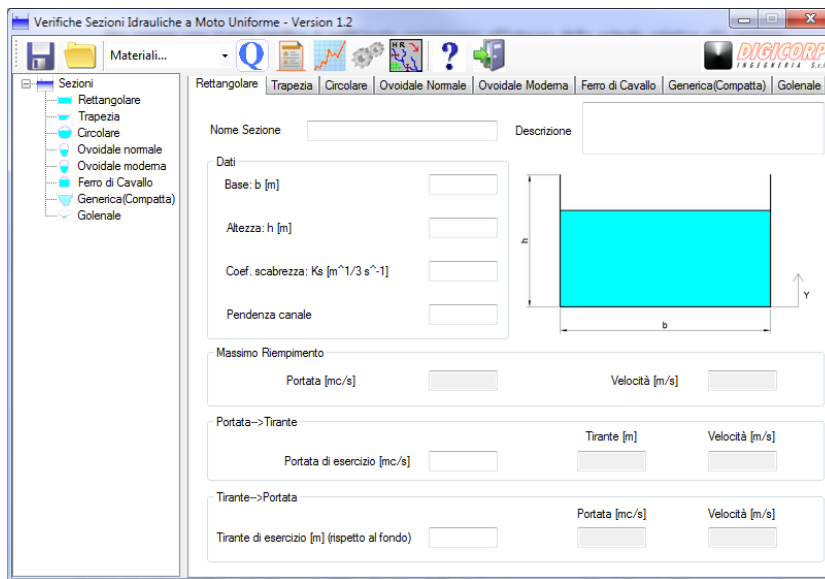 Verifiche Sezioni Idrauliche a Moto Uniforme - Version 1.2
Materiali...
Q
HR
?
DIGICORP
INGEGNERIA S.r.l.
Sezioni
Rettangolare
Trapezia
Circolare
Ovoidale normale
Ovoidale moderna
Ferro di Cavallo
Generica(Compatta)
Golenale
Rettangolare Trapezia Circolare Ovoidale Normale Ovoidale Moderna Ferro di Cavallo Generica(Compatta) Golenale
Nome Sezione Descrizione
Dati
Base: b [m]
Altezza: h [m]
Coef. scabrezza: Ks [m^1/3 s^-1]
Pendenza canale
h
Y
b
Massimo Riempimento
Portata [mc/s] Velocità [m/s]
Portata-->Tirante
Tirante [m] Velocità [m/s]
Portata di esercizio [mc/s]
Tirante-->Portata
Portata [mc/s] Velocità [m/s]
Tirante di esercizio [m] (rispetto al fondo)